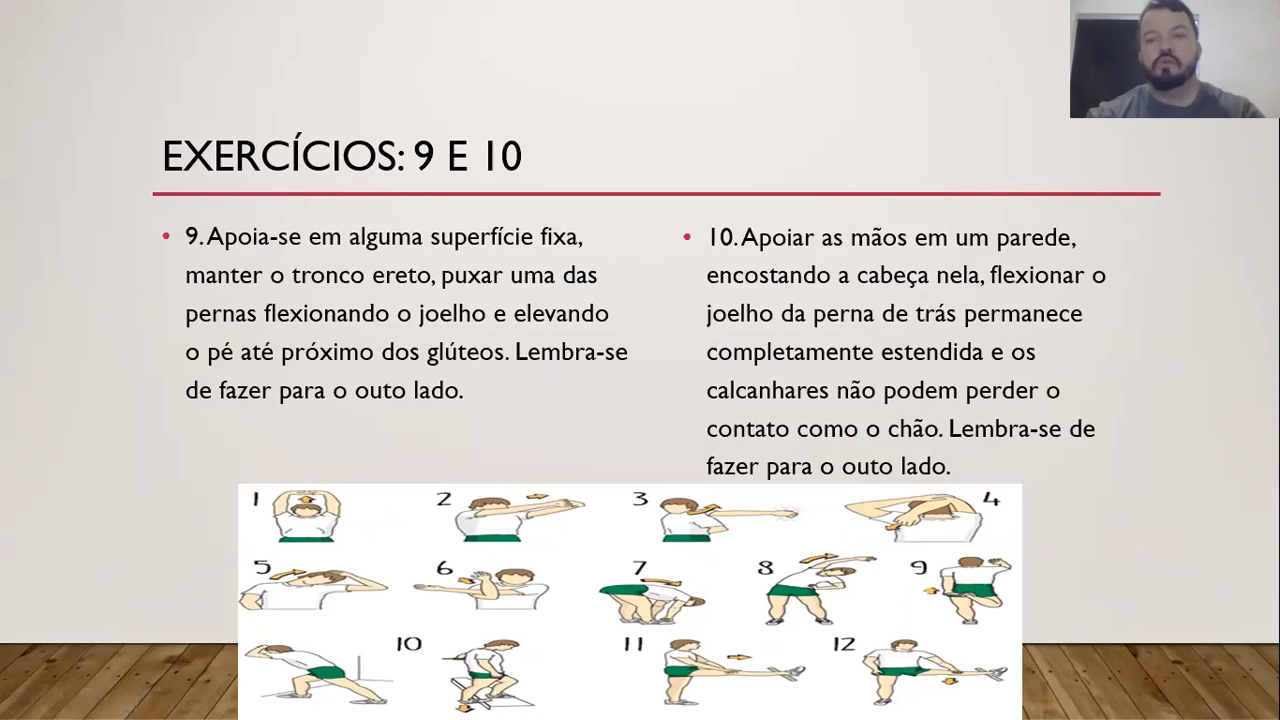 EXERCÍCIOS: 9 E 10
• 9. Apoia-se em alguma superfície fixa,
manter o tronco ereto, puxar uma das
pernas flexionando o joelho e elevando
o pé até próximo dos glúteos. Lembra-se
de fazer para o outo lado.
• 10. Apoiar as mãos em um parede,
encostando a cabeça nela, flexionar o
joelho da perna de trás permanece
completamente estendida e os
calcanhares não podem perder o
contato como o chão. Lembra-se de
fazer para o outo lado.
1 2 3 4
5 6 7 8 9
10 11 12